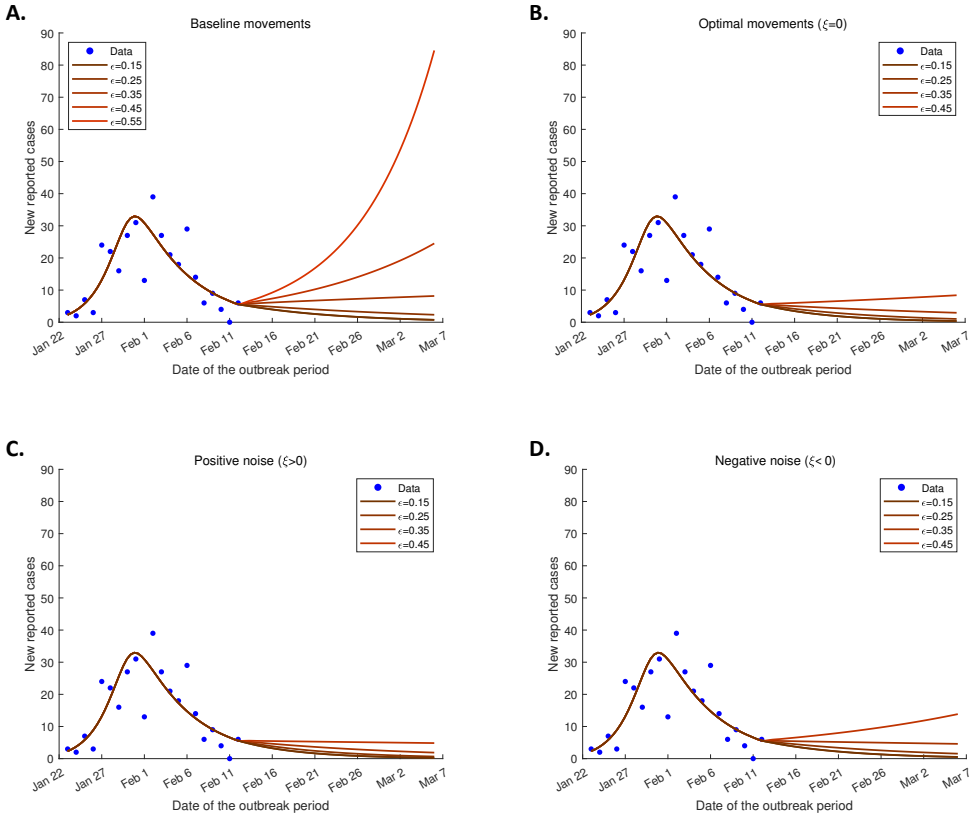 A.
Baseline movements
90
80
70
60
50
40
30
20
10
0
New reported cases
Data
ϵ=0.15
ϵ=0.25
ϵ=0.35
ϵ=0.45
ϵ=0.55
Jan 22
Jan 27
Feb 1
Feb 6
Feb 11
Feb 16
Feb 21
Feb 26
Mar 2
Mar 7
Date of the outbreak period
B.
Optimal movements (ξ=0)
90
80
70
60
50
40
30
20
10
0
New reported cases
Data
ϵ=0.15
ϵ=0.25
ϵ=0.35
ϵ=0.45
Jan 22
Jan 27
Feb 1
Feb 6
Feb 11
Feb 16
Feb 21
Feb 26
Mar 2
Mar 7
Date of the outbreak period
C.
Positive noise (ξ>0)
90
80
70
60
50
40
30
20
10
0
New reported cases
Data
ϵ=0.15
ϵ=0.25
ϵ=0.35
ϵ=0.45
Jan 22
Jan 27
Feb 1
Feb 6
Feb 11
Feb 16
Feb 21
Feb 26
Mar 2
Mar 7
Date of the outbreak period
D.
Negative noise (ξ< 0)
90
80
70
60
50
40
30
20
10
0
New reported cases
Data
ϵ=0.15
ϵ=0.25
ϵ=0.35
ϵ=0.45
Jan 22
Jan 27
Feb 1
Feb 6
Feb 11
Feb 16
Feb 21
Feb 26
Mar 2
Mar 7
Date of the outbreak period